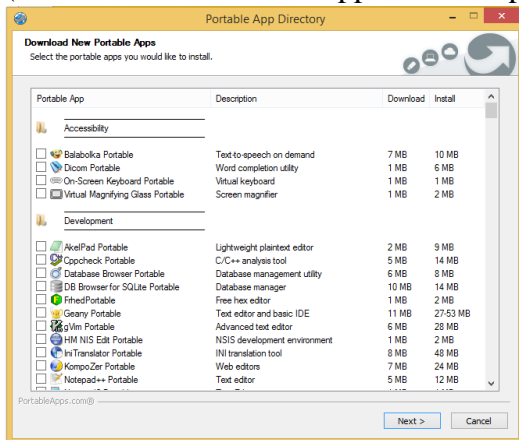 Portable App Directory
Download New Portable Apps
Select the portable apps you would like to install.
Portable App Description Download Install
Accessibility
Balabolka Portable Text-to-speech on demand 7 MB 10 MB
Dicom Portable Word completion utility 1 MB 6 MB
On-Screen Keyboard Portable Virtual keyboard 1 MB 1 MB
Virtual Magnifying Glass Portable Screen magnifier 1 MB 2 MB
Development
AkelPad Portable Lightweight plaintext editor 2 MB 9 MB
Cppcheck Portable C/C++ analysis tool 5 MB 14 MB
Database Browser Portable Database management utility 6 MB 8 MB
DB Browser for SQLite Portable Database manager 10 MB 14 MB
FrhedPortable Free hex editor 1 MB 2 MB
Geany Portable Text editor and basic IDE 11 MB 27-53 MB
gVim Portable Advanced text editor 6 MB 28 MB
HM NIS Edit Portable NSIS development environment 1 MB 2 MB
IniTranslator Portable INI translation tool 8 MB 48 MB
KompoZer Portable Web editors 7 MB 24 MB
Notepad++ Portable Text editor 5 MB 12 MB
PortableApps.com®
Next > Cancel